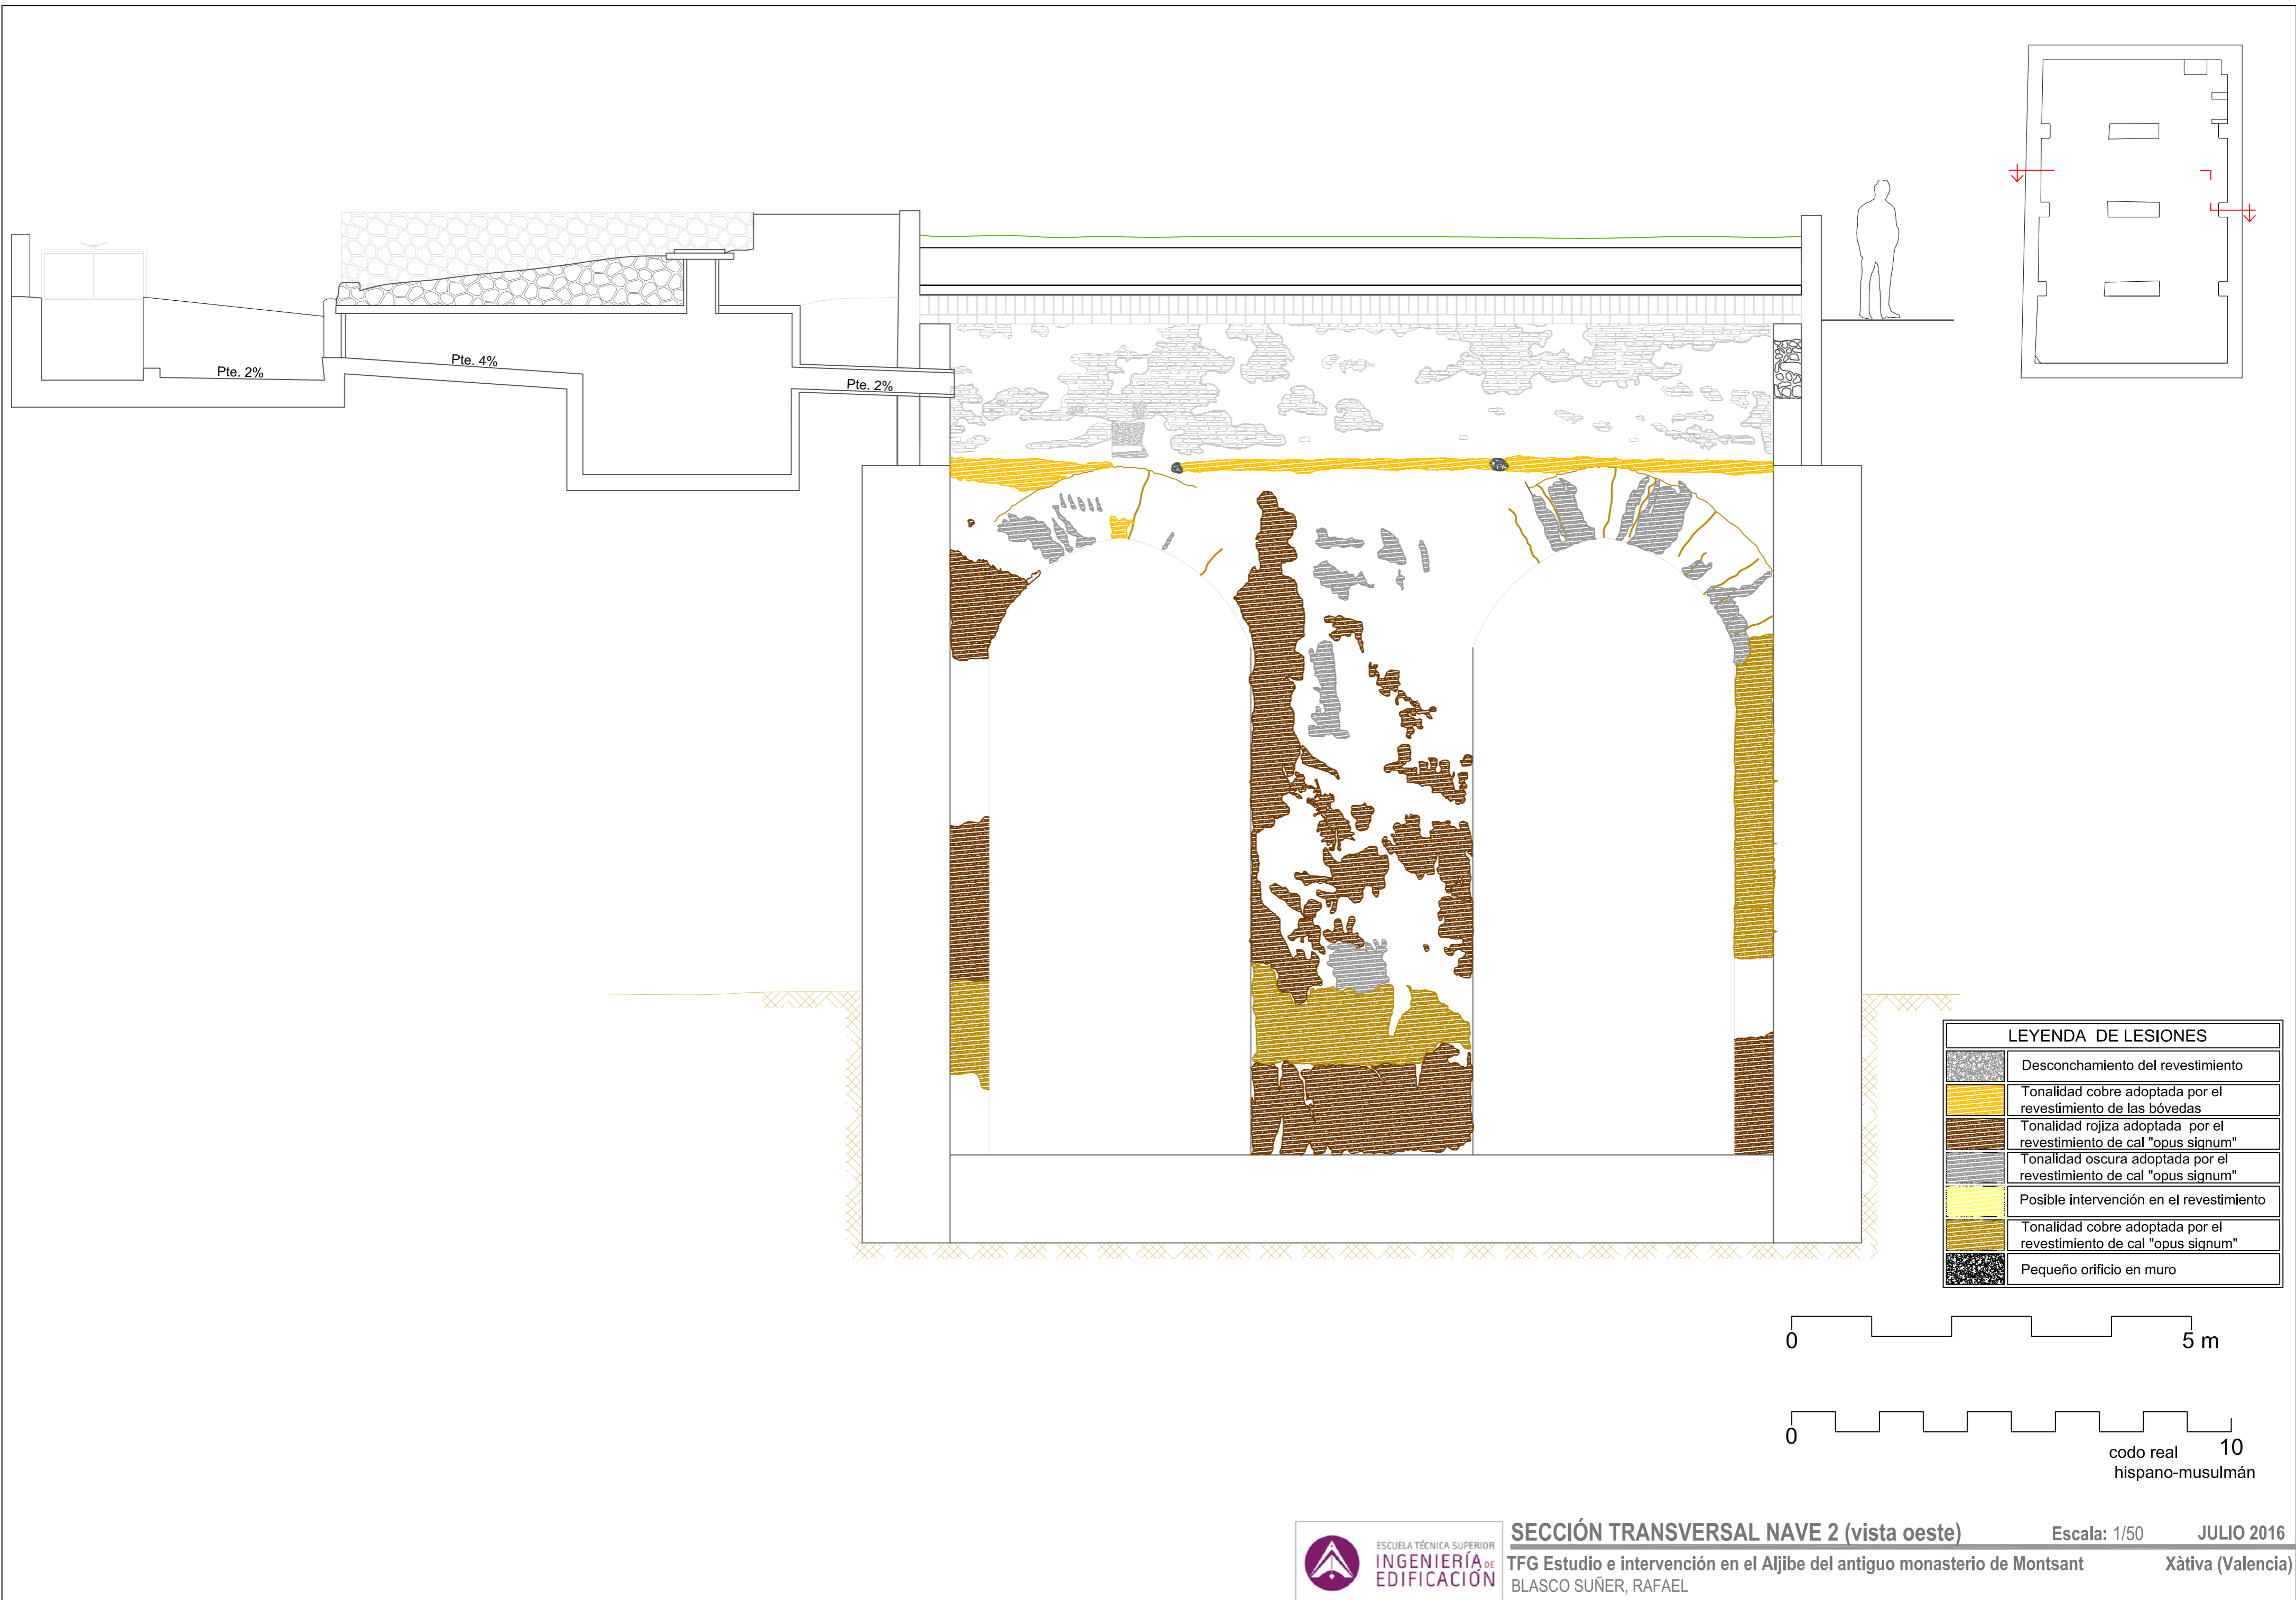 Pte. 2%
Pte. 4%
Pte. 2%
LEYENDA DE LESIONES
Desconchamiento del revestimiento
Tonalidad cobre adoptada por el
revestimiento de las bóvedas
Tonalidad rojiza adoptada por el
revestimiento de cal "opus signum"
Tonalidad oscura adoptada por el
revestimiento de cal "opus signum"
Posible intervención en el revestimiento
Tonalidad cobre adoptada por el
revestimiento de cal "opus signum"
Pequeño orificio en muro
0 5 m
0 10
codo real
hispano-musulmán
ESCUELA TÉCNICA SUPERIOR
INGENIERÍA DE
EDIFICACIÓN
SECCIÓN TRANSVERSAL NAVE 2 (vista oeste) Escala: 1/50 JULIO 2016
TFG Estudio e intervención en el Aljibe del antiguo monasterio de Montsant Xàtiva (Valencia)
BLASCO SUÑER, RAFAEL